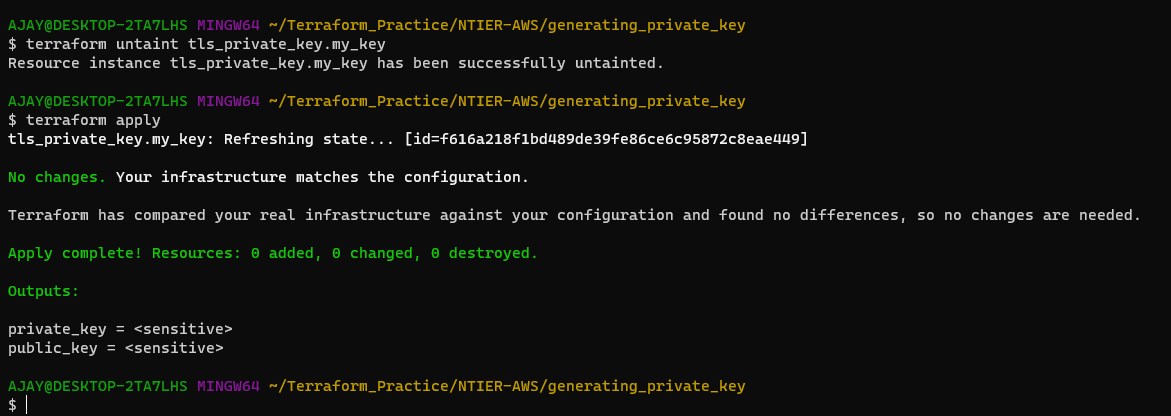 AJAY@DESKTOP-2TA7LHS MINGW64 ~/Terraform_Practice/NTIER-AWS/generating_private_key
$ terraform untaint tls_private_key.my_key
Resource instance tls_private_key.my_key has been successfully untainted.
AJAY@DESKTOP-2TA7LHS MINGW64 ~/Terraform_Practice/NTIER-AWS/generating_private_key
$ terraform apply
tls_private_key.my_key: Refreshing state... [id=f616a218f1bd489de39fe86ce6c95872c8eae449]
No changes. Your infrastructure matches the configuration.
Terraform has compared your real infrastructure against your configuration and found no differences, so no changes are needed.
Apply complete! Resources: 0 added, 0 changed, 0 destroyed.
Outputs:
private_key = <sensitive>
public_key = <sensitive>
AJAY@DESKTOP-2TA7LHS MINGW64 ~/Terraform_Practice/NTIER-AWS/generating_private_key
$